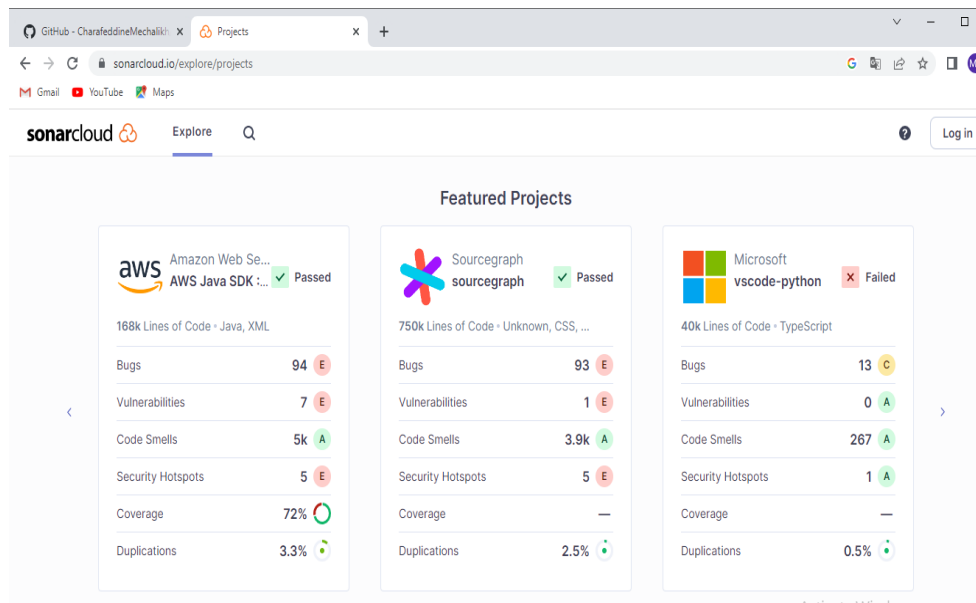 GitHub - CharafeddineMechalikh
Projects
sonarcloud.io/explore/projects
Gmail YouTube Maps
sonarcloud Explore Log in
Featured Projects
aws
Amazon Web Se...
AWS Java SDK :...
Passed
168k Lines of Code • Java, XML
Bugs 94 E
Vulnerabilities 7 E
Code Smells 5k A
Security Hotspots 5 E
Coverage 72%
Duplications 3.3%
Sourcegraph
sourcegraph
Passed
750k Lines of Code • Unknown, CSS, ...
Bugs 93 E
Vulnerabilities 1 E
Code Smells 3.9k A
Security Hotspots 5 E
Coverage —
Duplications 2.5%
Microsoft
vscode-python
Failed
40k Lines of Code • TypeScript
Bugs 13 C
Vulnerabilities 0 A
Code Smells 267 A
Security Hotspots 1 A
Coverage —
Duplications 0.5%